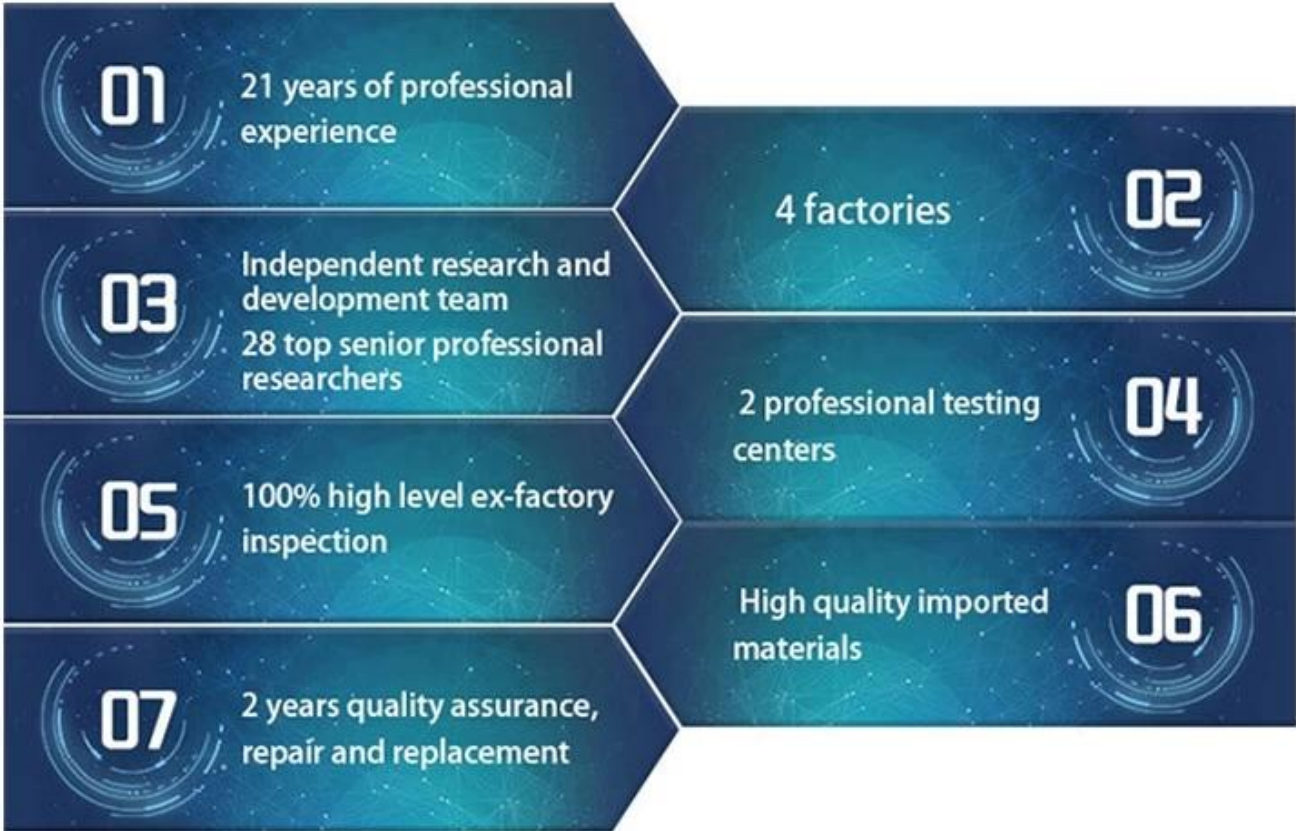 01
21 years of professional
experience
02
4 factories
03
Independent research and
development team
28 top senior professional
researchers
04
2 professional testing
centers
05
100% high level ex-factory
inspection
06
High quality imported
materials
07
2 years quality assurance,
repair and replacement